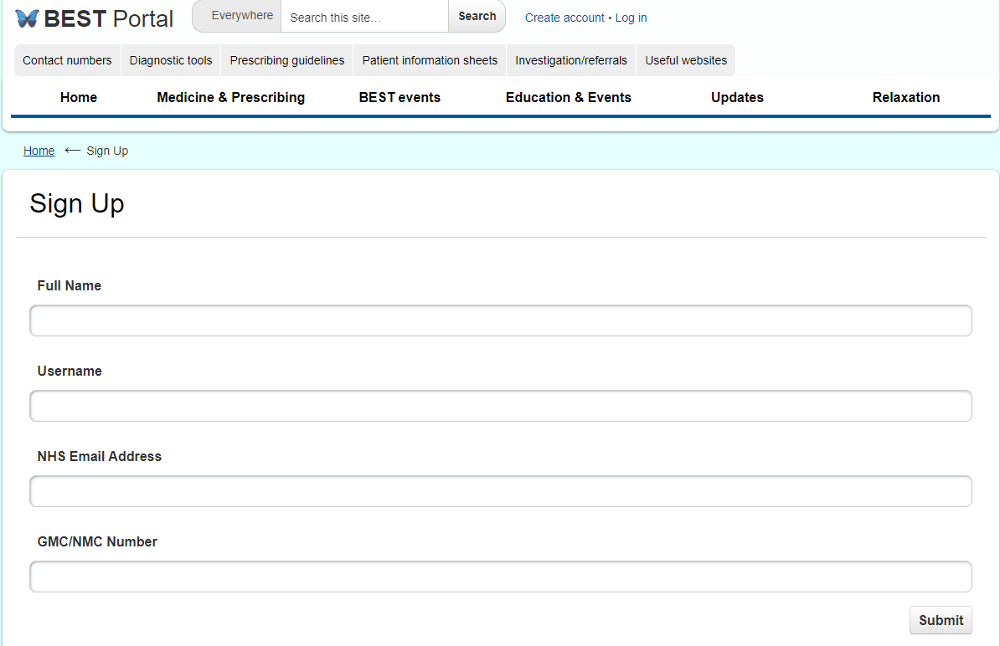 BEST Portal Everywhere Search this site... Search Create account • Log in
Contact numbers Diagnostic tools Prescribing guidelines Patient information sheets Investigation/referrals Useful websites
Home Medicine & Prescribing BEST events Education & Events Updates Relaxation
Home ⟵ Sign Up
Sign Up
Full Name
Username
NHS Email Address
GMC/NMC Number
Submit